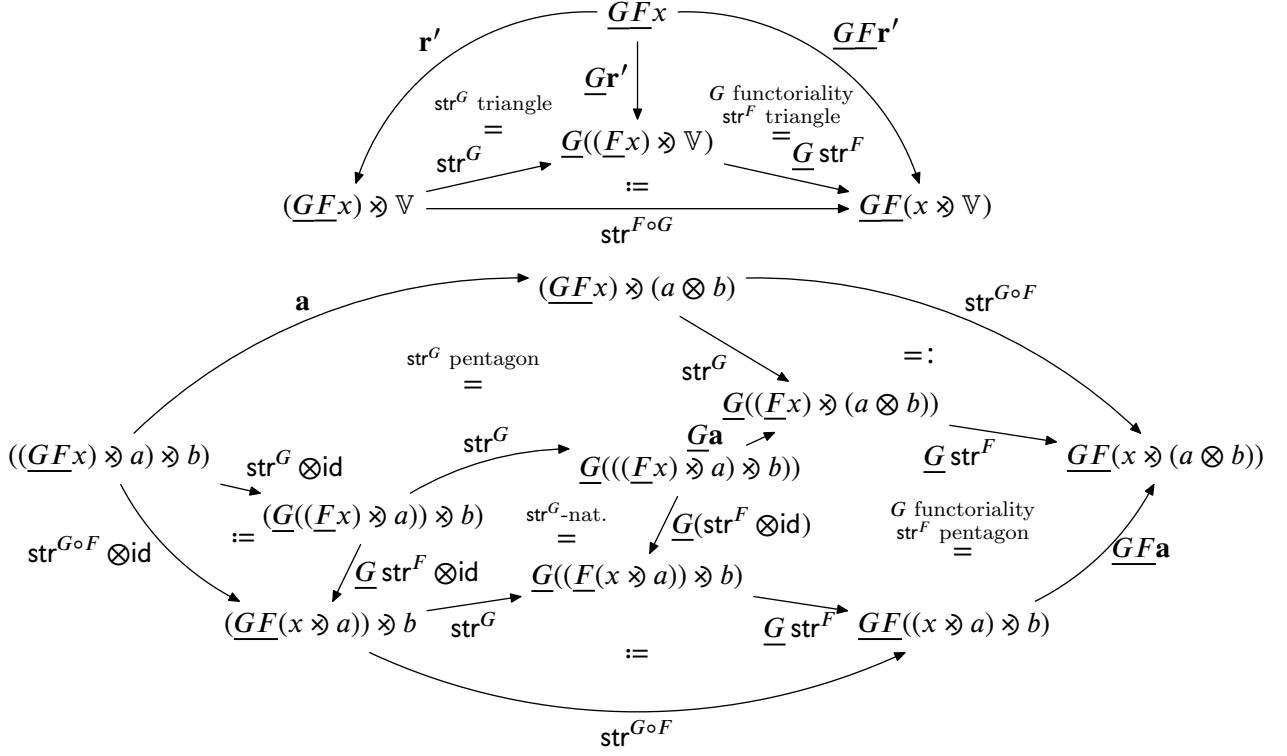 GFx
r′
GFr′
Gr′
str^G triangle
=
G functoriality
str^F triangle
=
G((Fx) ⋊ 𝕍)
str^G
G str^F
≔
(GFx) ⋊ 𝕍
GF(x ⋊ 𝕍)
str^{F∘G}
(GFx) ⋊ (a ⊗ b)
a
str^{G∘F}
str^G pentagon
=
=:
str^G
G((Fx) ⋊ (a ⊗ b))
((GFx) ⋊ a) ⋊ b)
str^G
Ga
G str^F
GF(x ⋊ (a ⊗ b))
str^G ⊗id
G(((Fx) ⋊ a) ⋊ b))
(G((Fx) ⋊ a)) ⋊ b)
str^G-nat.
=
G(str^F ⊗id)
G functoriality
str^F pentagon
=
≔
str^{G∘F} ⊗id
G str^F ⊗id
G((F(x ⋊ a)) ⋊ b)
GFa
(GF(x ⋊ a)) ⋊ b
str^G
G str^F
GF((x ⋊ a) ⋊ b)
≔
str^{G∘F}